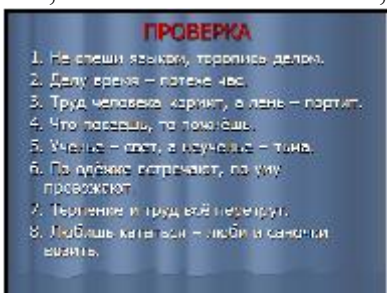 ПРОВЕРКА
1. Не спеши языком, торопись делом.
2. Делу время – потехе час.
3. Труд человека кормит, а лень – портит.
4. Что посеешь, то пожнёшь.
5. Ученье – свет, а неученье – тьма.
6. По одёжке встречают, по уму
провожают.
7. Терпение и труд всё перетрут.
8. Любишь кататься – люби и саночки
возить.